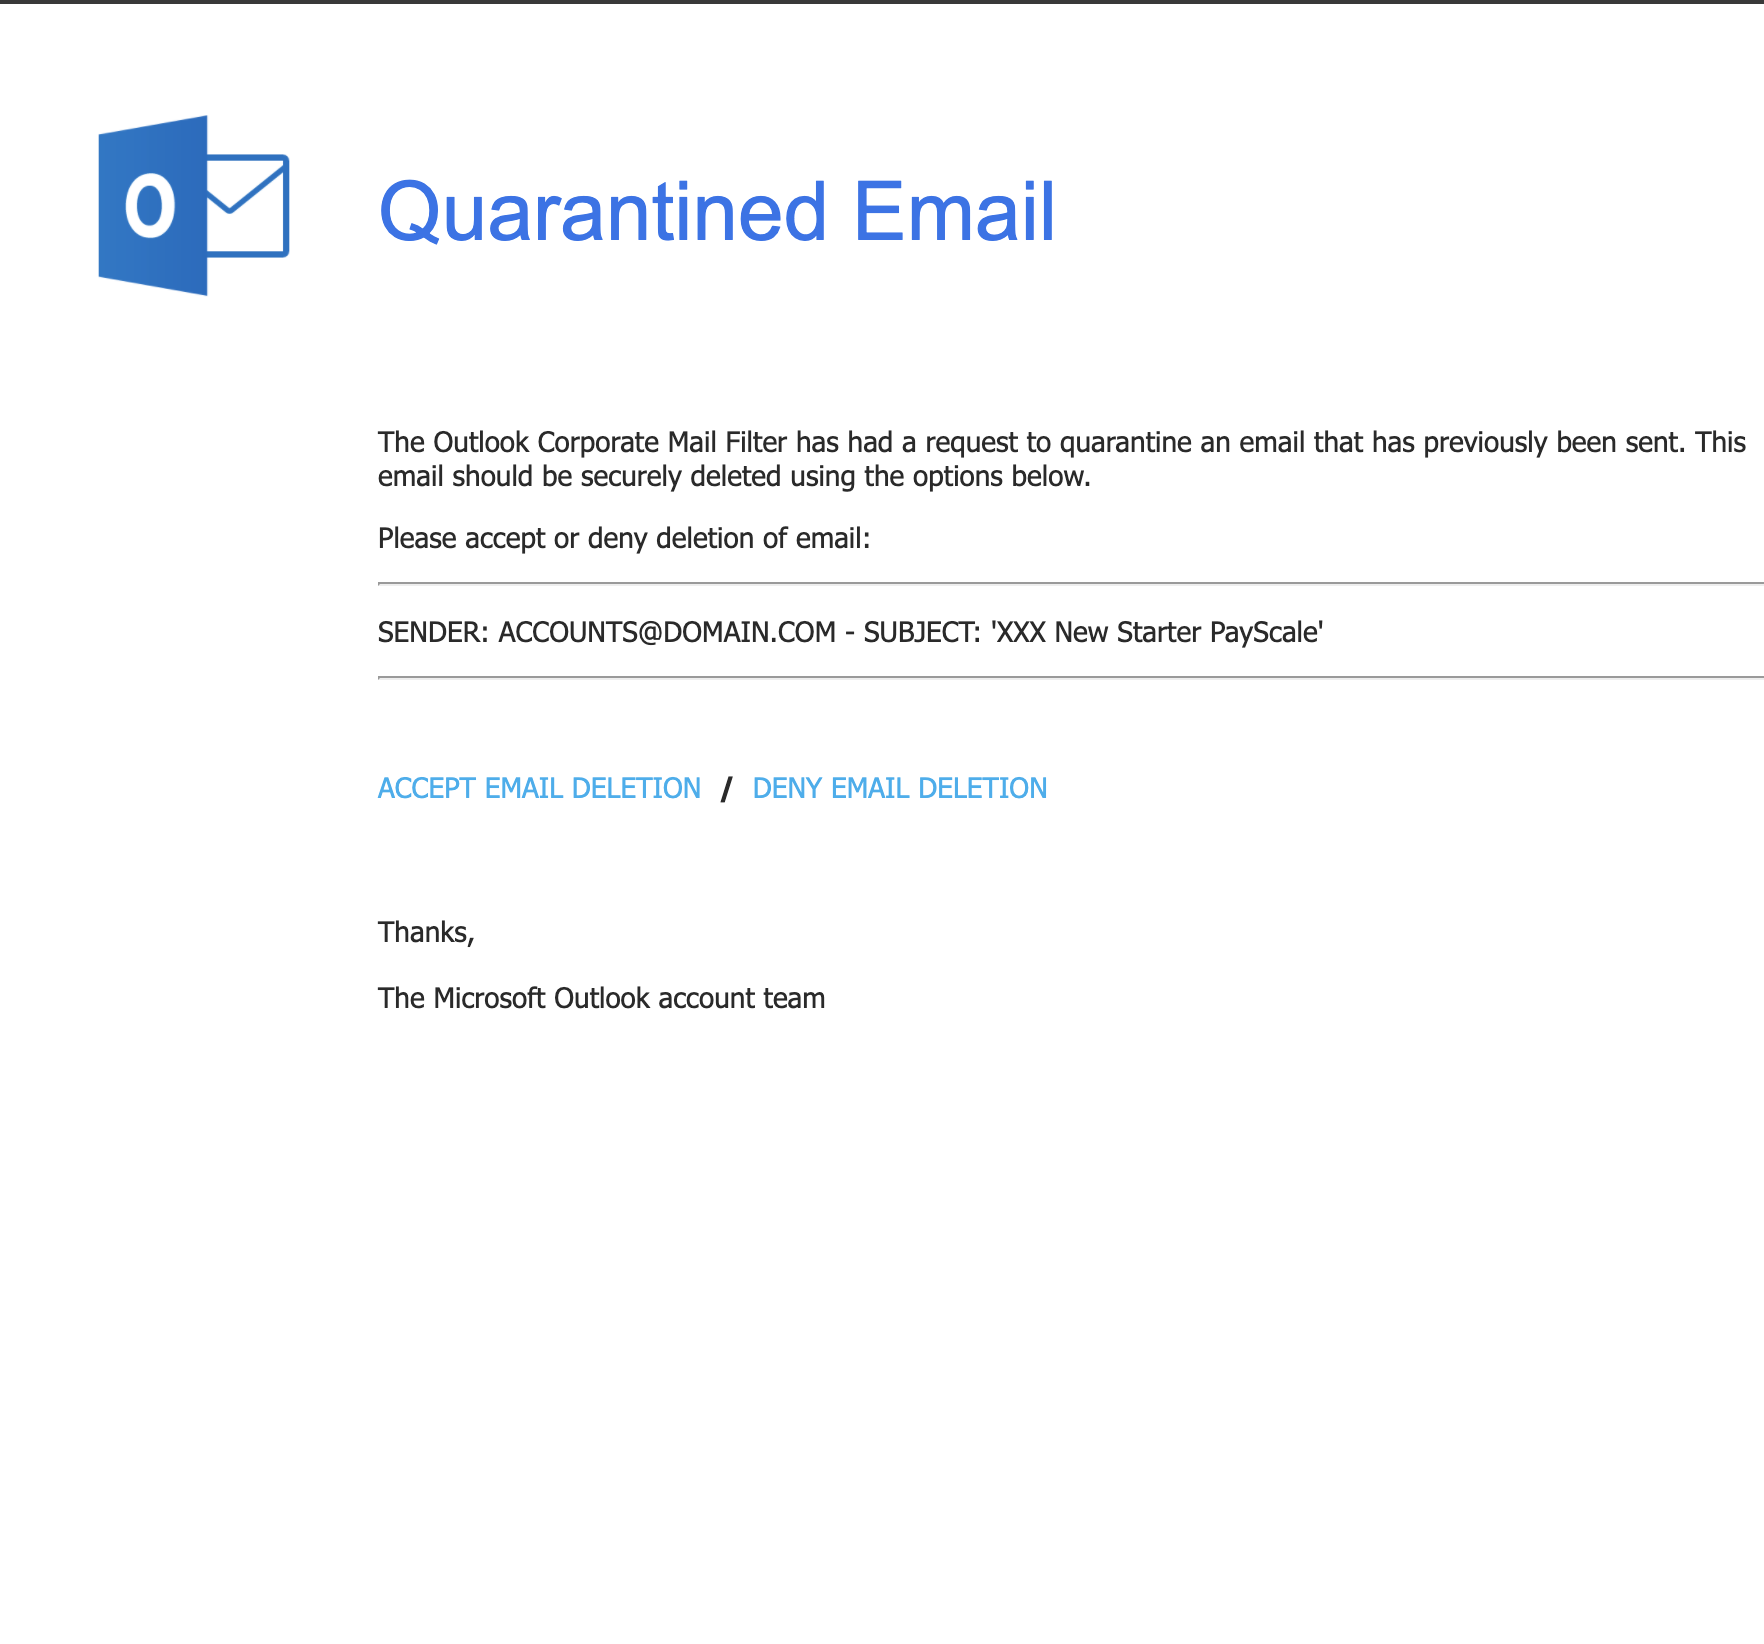 O
Quarantined Email
The Outlook Corporate Mail Filter has had a request to quarantine an email that has previously been sent. This
email should be securely deleted using the options below.
Please accept or deny deletion of email:
SENDER: ACCOUNTS@DOMAIN.COM - SUBJECT: 'XXX New Starter PayScale'
ACCEPT EMAIL DELETION / DENY EMAIL DELETION
Thanks,
The Microsoft Outlook account team